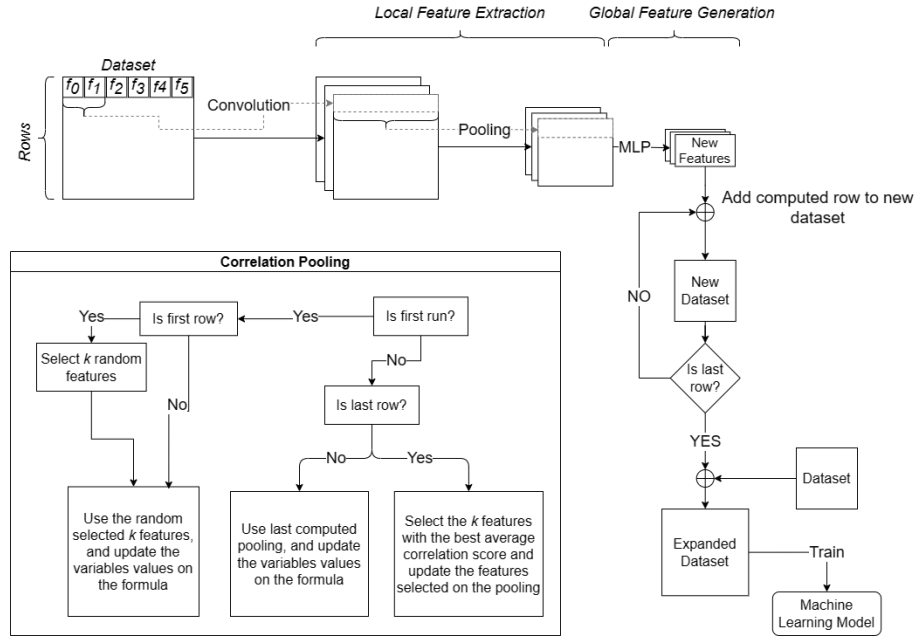 Local Feature Extraction
Global Feature Generation
Dataset
f0 f1 f2 f3 f4 f5
Rows
Convolution
Pooling
MLP
New
Features
Add computed row to new
dataset
New
Dataset
NO
Is last
row?
YES
Dataset
Expanded
Dataset
Train
Machine
Learning Model
Correlation Pooling
Yes
Is first row?
Yes
Is first run?
Select k random
features
No
No
Is last row?
No
Yes
Use the random
selected k features,
and update the
variables values on
the formula
Use last computed
pooling, and update
the variables values
on the formula
Select the k features
with the best average
correlation score and
update the features
selected on the pooling